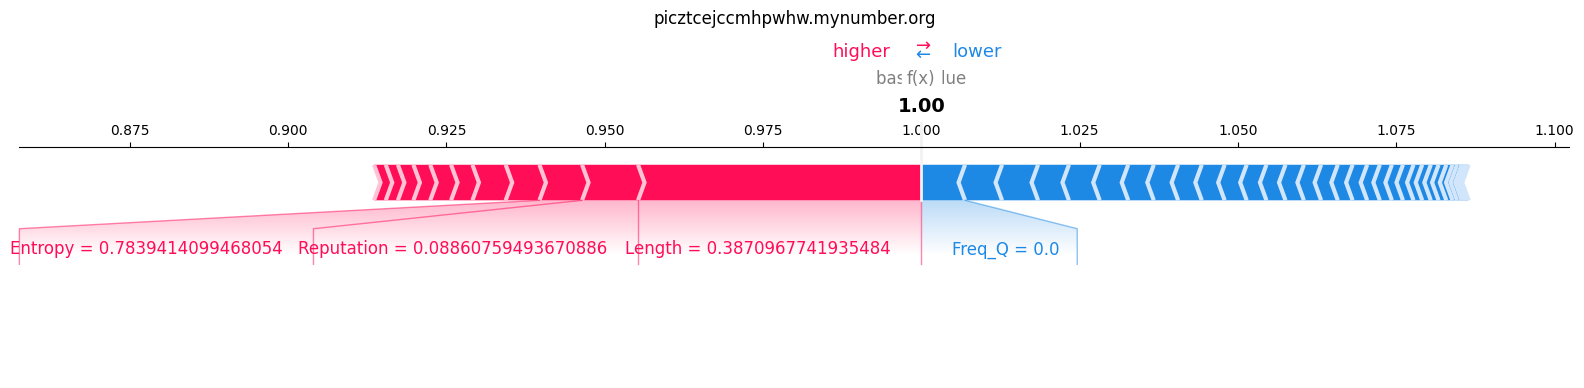 picztcejccmhpwhw.mynumber.org
higher ⇄ lower
f(x)
1.00
0.875 0.900 0.925 0.950 0.975 1.000 1.025 1.050 1.075 1.100
Entropy = 0.7839414099468054 Reputation = 0.08860759493670886 Length = 0.3870967741935484 Freq_Q = 0.0